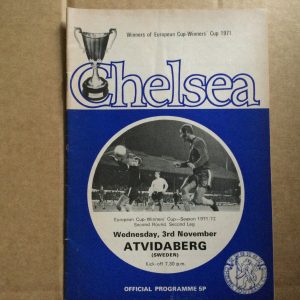 Winners of European Cup-Winners' Cup 1971
Chelsea
European Cup-Winners' Cup—Season 1971/72
Second Round, Second Leg
Wednesday, 3rd November
ATVIDABERG
(SWEDEN)
Kick-off 7.30 p.m.
OFFICIAL PROGRAMME 5P